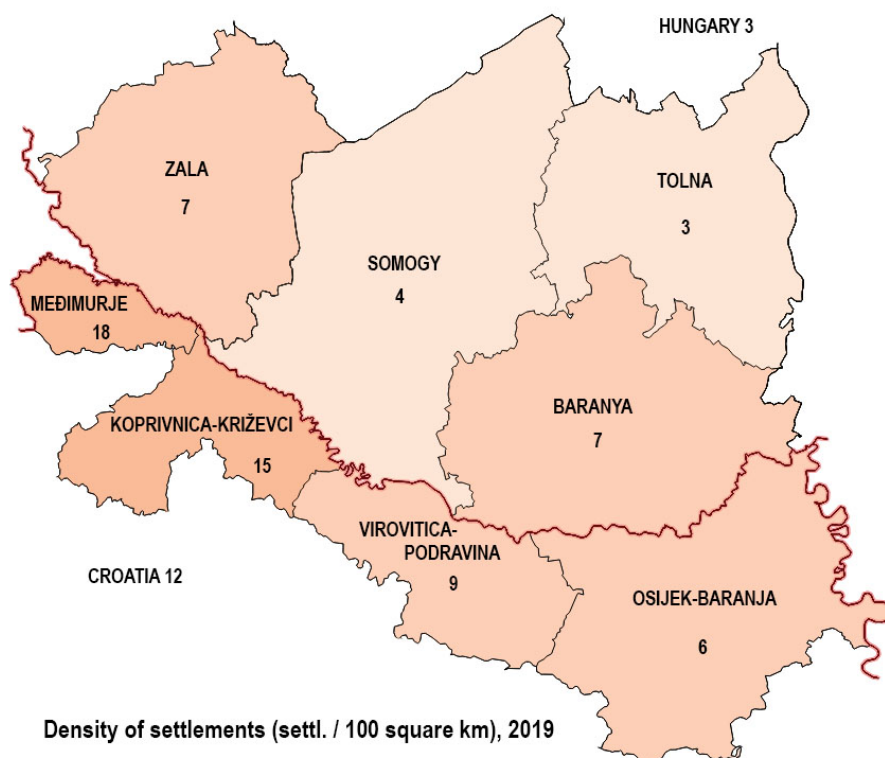 HUNGARY 3
ZALA
7
TOLNA
3
SOMOGY
4
MEĐIMURJE
18
BARANYA
7
KOPRIVNICA-KRIŽEVCI
15
VIROVITICA-
PODRAVINA
9
CROATIA 12
OSIJEK-BARANJA
6
Density of settlements (settl. / 100 square km), 2019